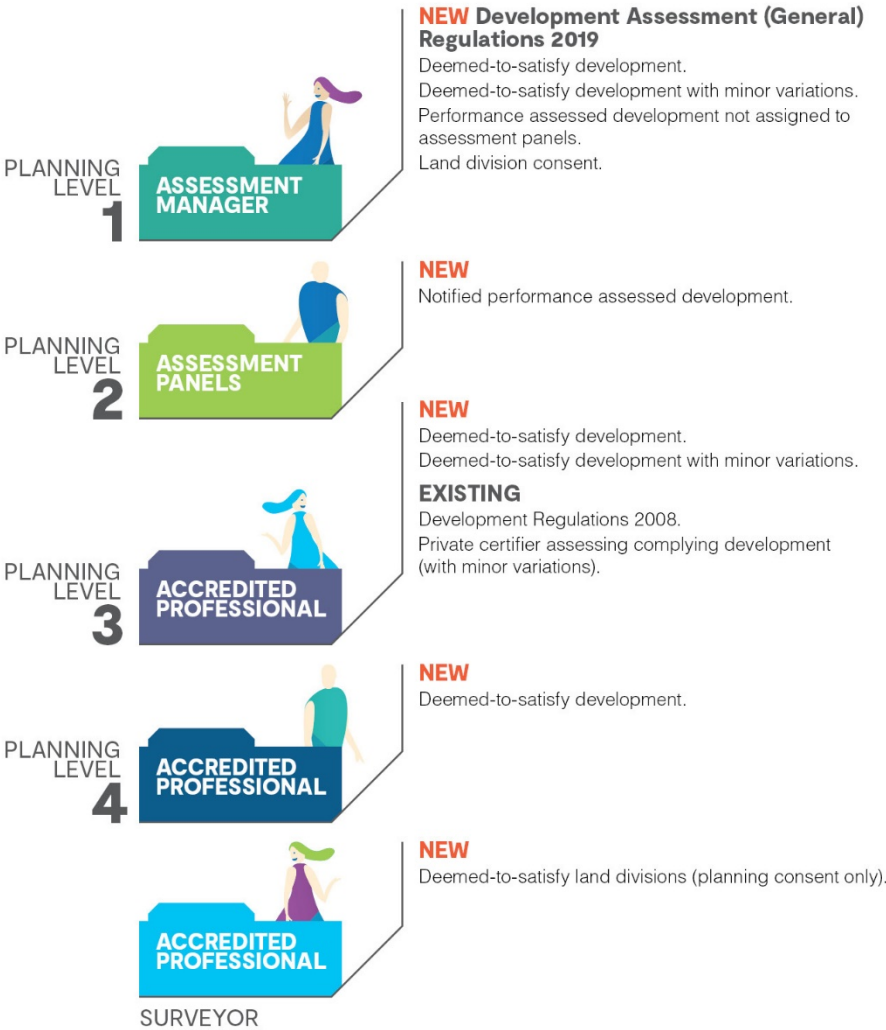 NEW Development Assessment (General)
Regulations 2019
Deemed-to-satisfy development.
Deemed-to-satisfy development with minor variations.
Performance assessed development not assigned to
assessment panels.
Land division consent.
PLANNING
LEVEL
1
ASSESSMENT
MANAGER
NEW
Notified performance assessed development.
PLANNING
LEVEL
2
ASSESSMENT
PANELS
NEW
Deemed-to-satisfy development.
Deemed-to-satisfy development with minor variations.
EXISTING
Development Regulations 2008.
Private certifier assessing complying development
(with minor variations).
PLANNING
LEVEL
3
ACCREDITED
PROFESSIONAL
NEW
Deemed-to-satisfy development.
PLANNING
LEVEL
4
ACCREDITED
PROFESSIONAL
NEW
Deemed-to-satisfy land divisions (planning consent only).
ACCREDITED
PROFESSIONAL
SURVEYOR